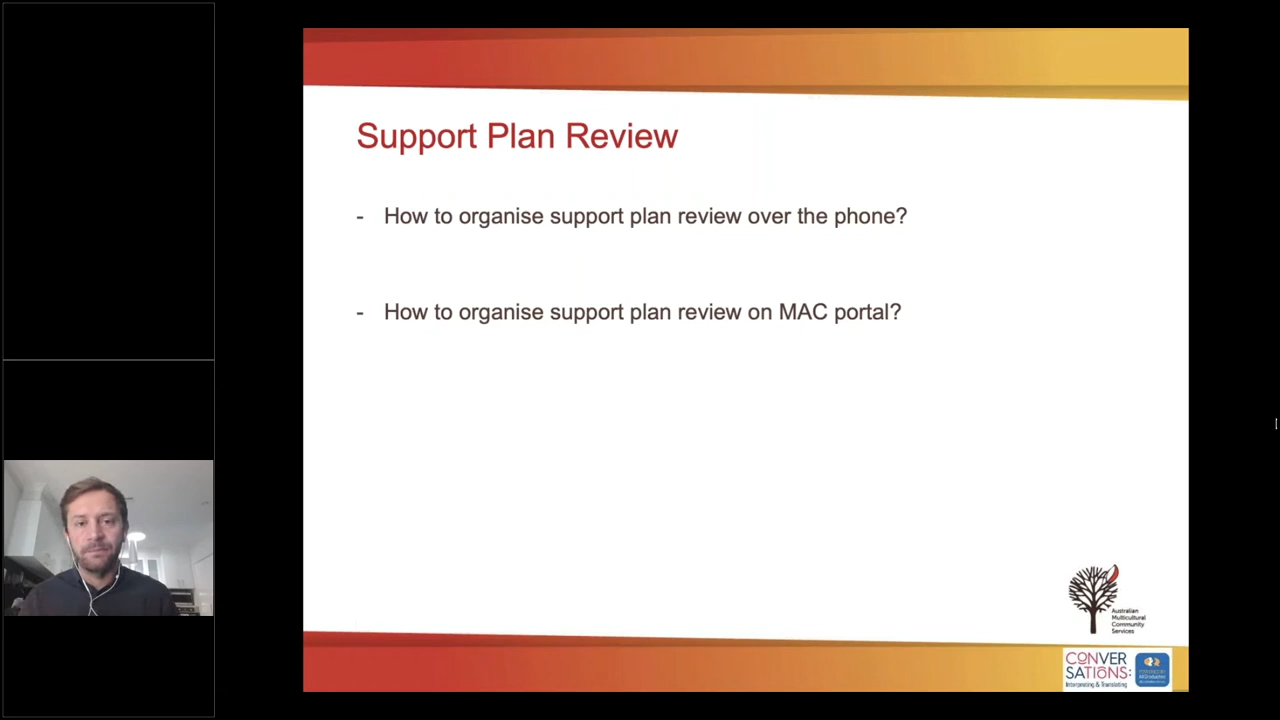 Support Plan Review
- How to organise support plan review over the phone?
- How to organise support plan review on MAC portal?
Australian
Multicultural
Community
Services
CONVER
SATIONS:
Interpreting & Translating